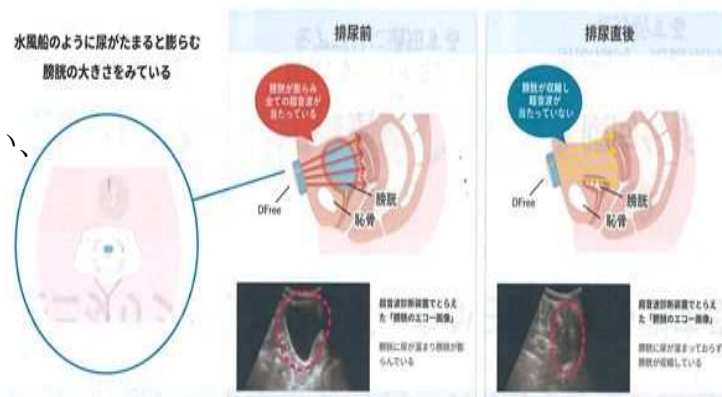 水風船のように尿がたまると膨らむ
膀胱の大きさをみている
い、
排尿前
膀胱が膨らみ
全ての超音波が
当たっている
DFree
膀胱
恥骨
超音波診断装置でとらえ
た「膀胱のエコー画像」
膀胱に尿が溜まり膀胱が膨
らんでいる
排尿直後
膀胱が収縮し
超音波が
当たっていない
DFree
膀胱
恥骨
超音波診断装置でとらえ
た「膀胱のエコー画像」
膀胱に尿が溜まっておらず
膀胱が収縮している